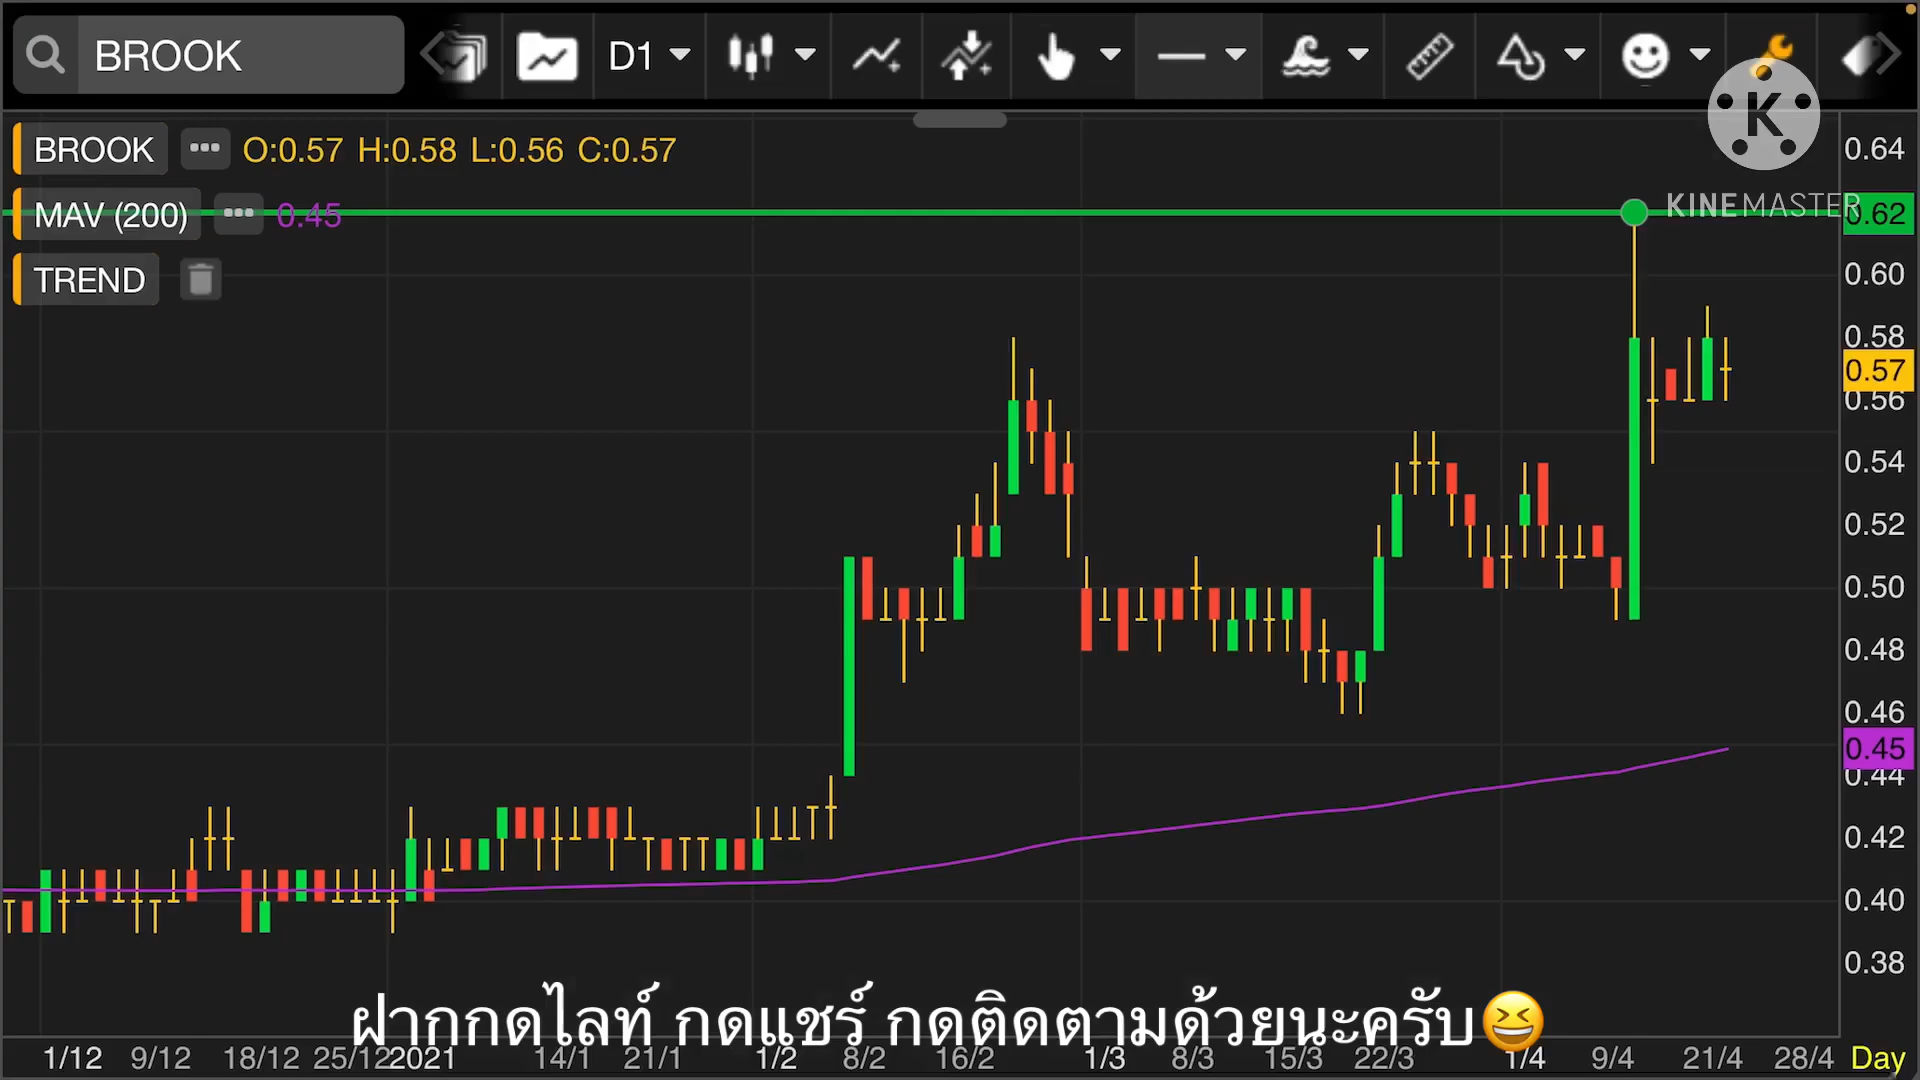 BROOK D1
K
KINEMASTER
BROOK O:0.57 H:0.58 L:0.56 C:0.57
MAV (200) 0.45
TREND
0.64
0.62
0.60
0.58
0.57
0.56
0.54
0.52
0.50
0.48
0.46
0.45
0.44
0.42
0.40
0.38
ฝากกดไลท์ กดแชร์ กดติดตามด้วยนะครับ😆
1/12 9/12 18/12 25/12 2021 14/1 21/1 1/2 8/2 16/2 1/3 8/3 15/3 22/3 1/4 9/4 21/4 28/4 Day